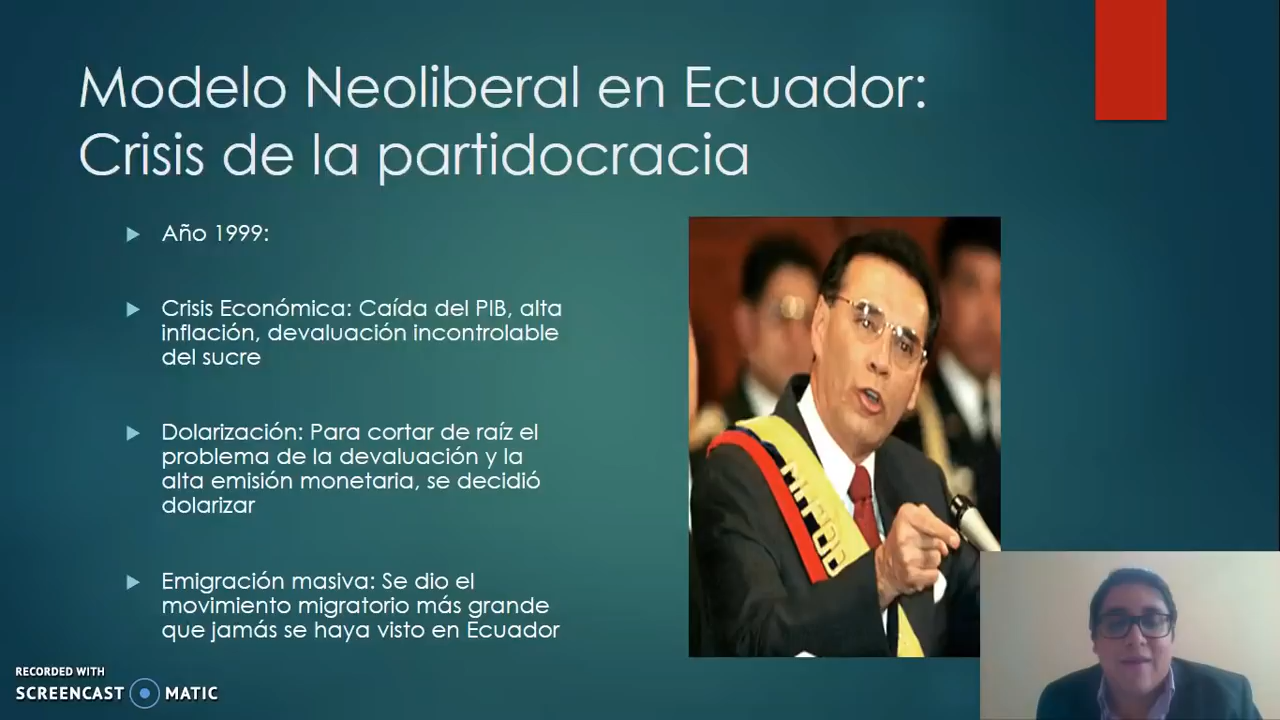 Modelo Neoliberal en Ecuador:
Crisis de la partidocracia
Año 1999:
Crisis Económica: Caída del PIB, alta
inflación, devaluación incontrolable
del sucre
Dolarización: Para cortar de raíz el
problema de la devaluación y la
alta emisión monetaria, se decidió
dolarizar
Emigración masiva: Se dio el
movimiento migratorio más grande
que jamás se haya visto en Ecuador
RECORDED WITH
SCREENCAST MATIC